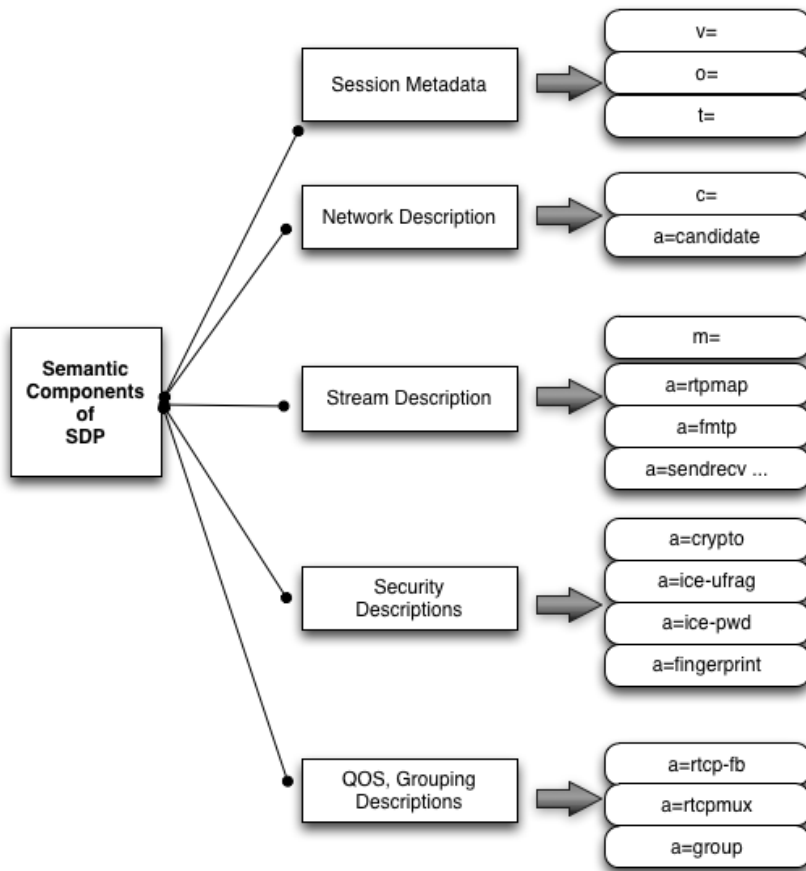 Session Metadata
v=
o=
t=
Network Description
c=
a=candidate
Semantic
Components
of
SDP
Stream Description
m=
a=rtpmap
a=fmtp
a=sendrecv ...
Security
Descriptions
a=crypto
a=ice-ufrag
a=ice-pwd
a=fingerprint
QOS, Grouping
Descriptions
a=rtcp-fb
a=rtcpmux
a=group